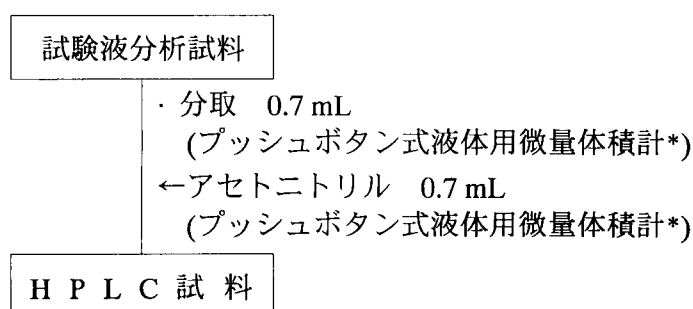 試験液分析試料
・分取 0.7 mL
(プッシュボタン式液体用微量体積計*)
←アセトニトリル 0.7 mL
(プッシュボタン式液体用微量体積計*)
H P L C 試 料